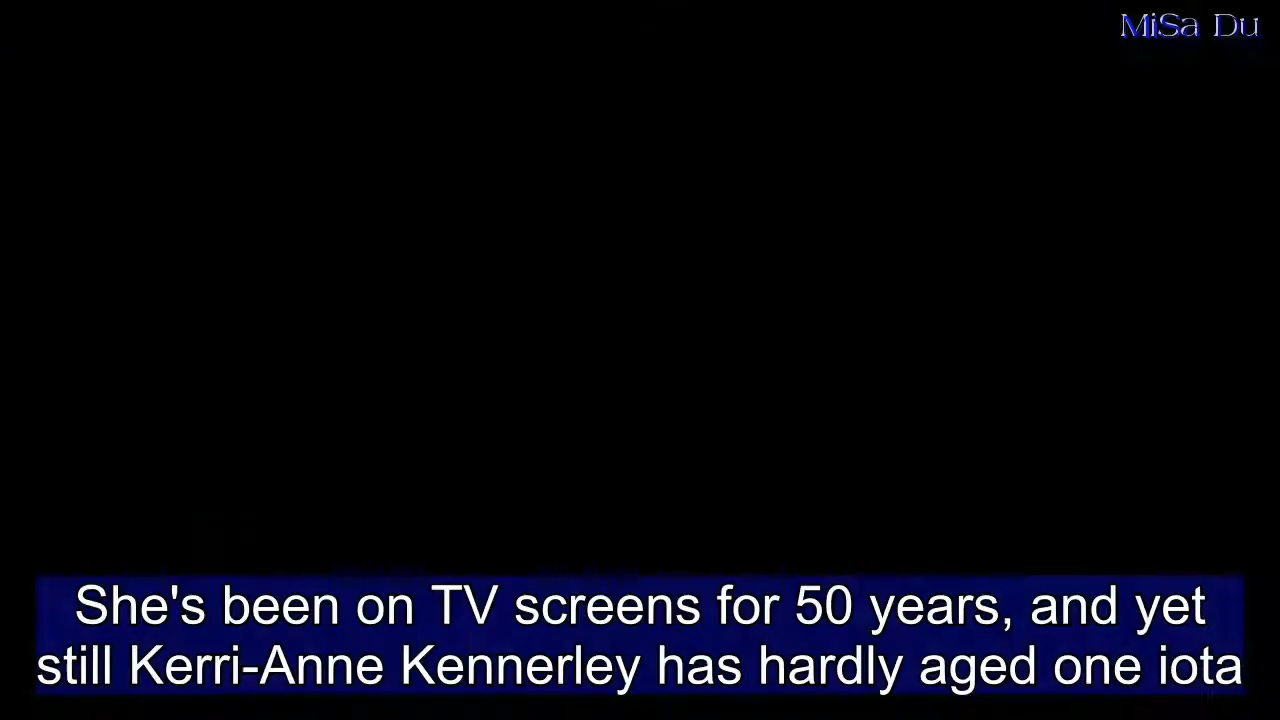 MiSa Du
She's been on TV screens for 50 years, and yet
still Kerri-Anne Kennerley has hardly aged one iota